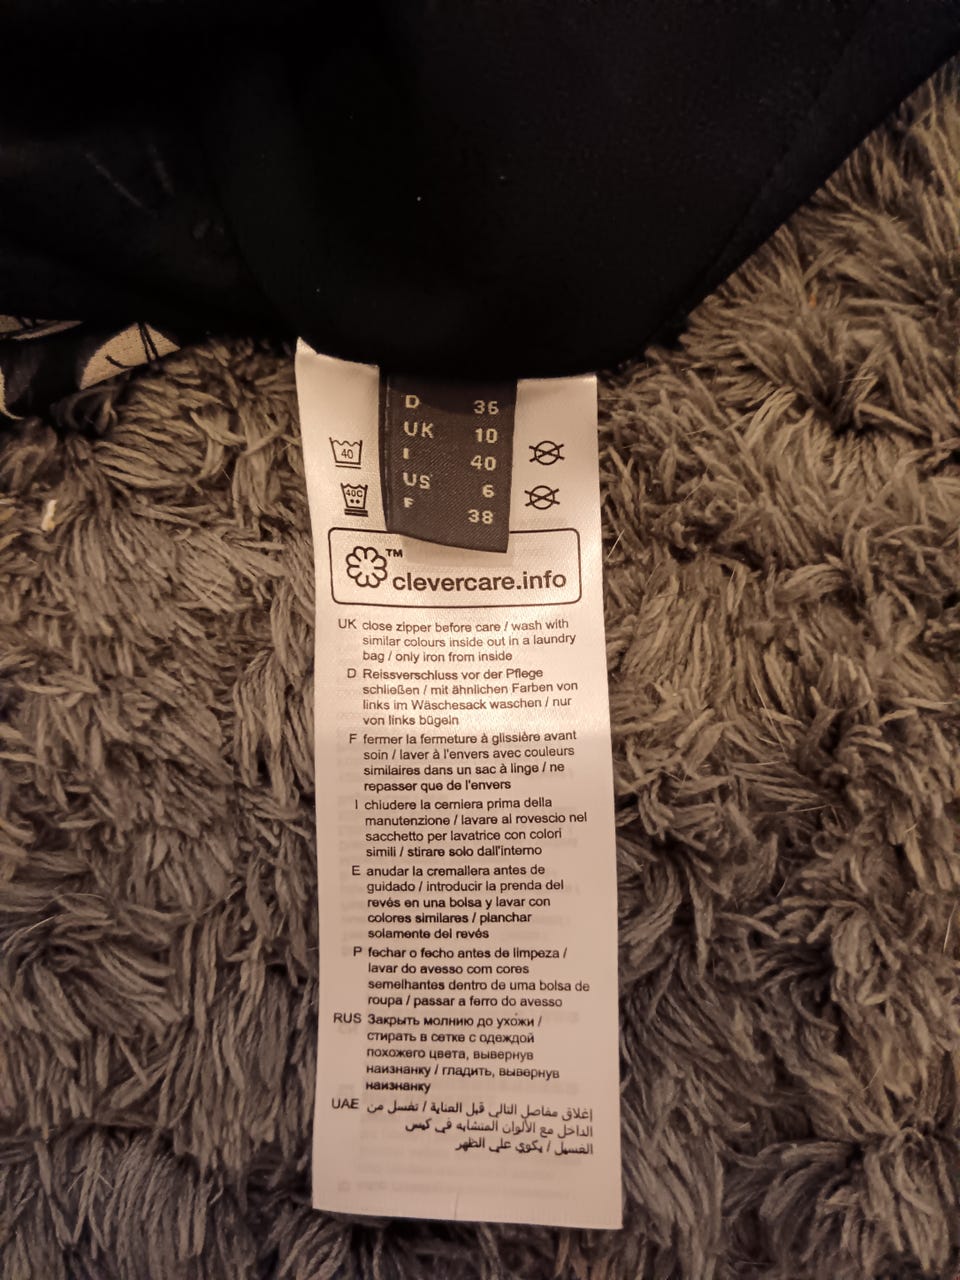 D 36
UK 10
I 40
US 6
F 38
40
40C
™
clevercare.info
UK close zipper before care / wash with
similar colours inside out in a laundry
bag / only iron from inside
D Reissverschluss vor der Pflege
schließen / mit ähnlichen Farben von
links im Wäschesack waschen / nur
von links bügeln
F fermer la fermeture à glissière avant
soin / laver à l'envers avec couleurs
similaires dans un sac à linge / ne
repasser que de l'envers
I chiudere la cerniera prima della
manutenzione / lavare al rovescio nel
sacchetto per lavatrice con colori
simili / stirare solo dall'interno
E anudar la cremallera antes de
guidado / introducir la prenda del
revés en una bolsa y lavar con
colores similares / planchar
solamente del revés
P fechar o fecho antes de limpeza /
lavar do avesso com cores
semelhantes dentro de uma bolsa de
roupa / passar a ferro do avesso
RUS Закрыть молнию до ухожи /
стирать в сетке с одеждой
похожего цвета, вывернув
наизнанку / гладить, вывернув
наизнанку
UAE إغلاق مفاصل التالي قبل العناية / تغسل من
الداخل مع الألوان المتشابه في كيس
الغسيل / يكوي علي الظهر